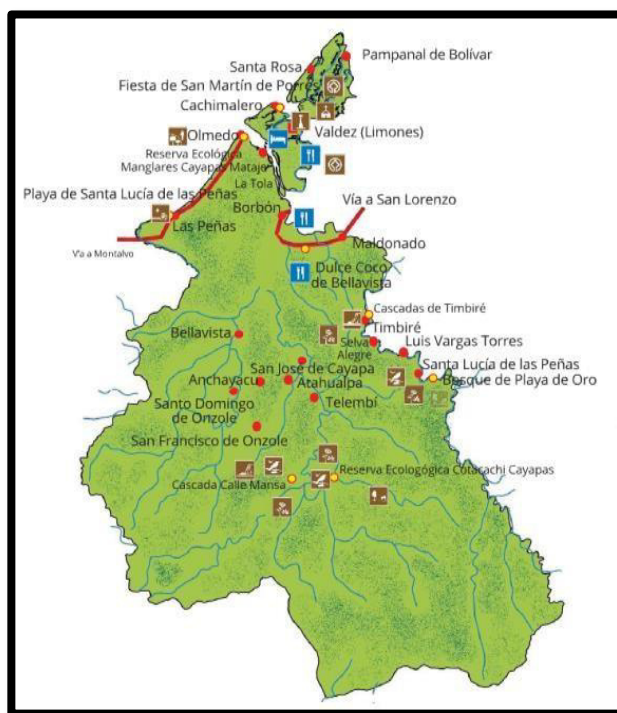 Pampanal de Bolívar
Santa Rosa
Fiesta de San Martín de Porres
Cachimalero
Olmedo
Valdez (Limones)
Reserva Ecológica
Manglares Cayapas Mataje
La Tola
Playa de Santa Lucía de las Peñas
Borbón
Vía a San Lorenzo
Las Peñas
Maldonado
V'a a Montalvo
Dulce Coco
de Bellavista
Cascadas de Timbiré
Timbiré
Bellavista
Selva
Alegre
Luis Vargas Torres
San José de Cayapa
Santa Lucía de las Peñas
Anchayacu
Atahualpa
Bosque de Playa de Oro
Santo Domingo
de Onzole
Telembí
San Francisco de Onzole
Reserva Ecologógica Cotacachi Cayapas
Cascada Calle Mansa